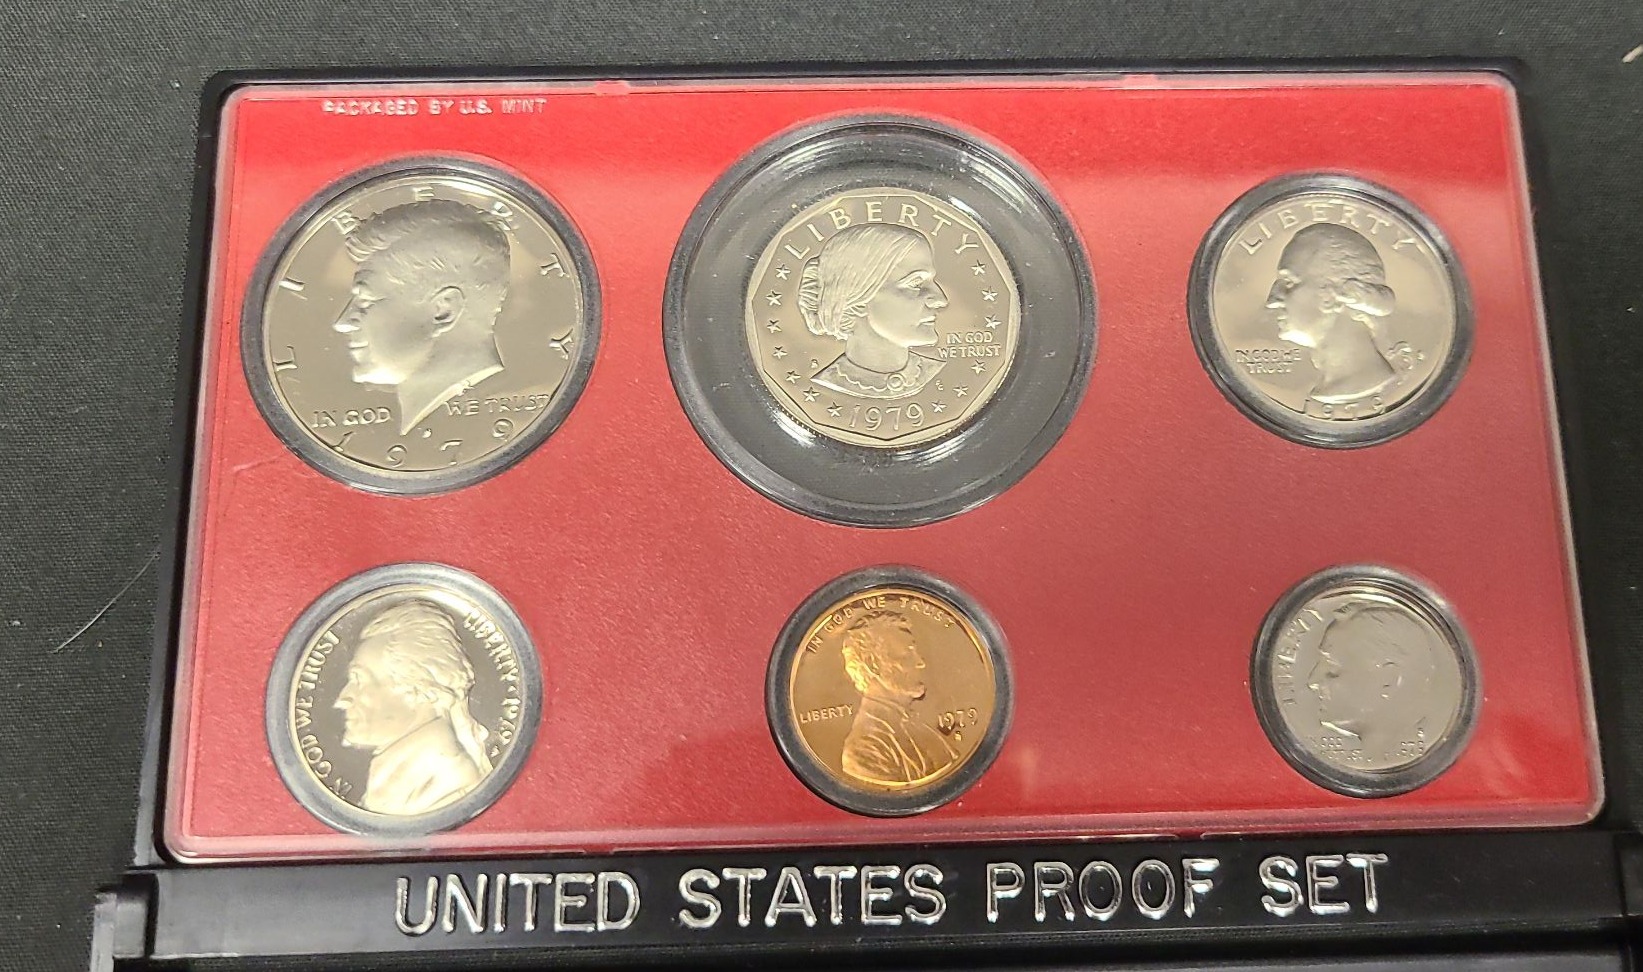 PACKAGED BY U.S. MINT
LIBERTY
IN GOD WE TRUST
1979
LIBERTY
IN GOD
WE TRUST
1979
LIBERTY
IN GOD WE
TRUST
1979
IN GOD WE TRUST
LIBERTY
1979
IN GOD WE TRUST
LIBERTY
1979
S
LIBERTY
UNITED STATES PROOF SET